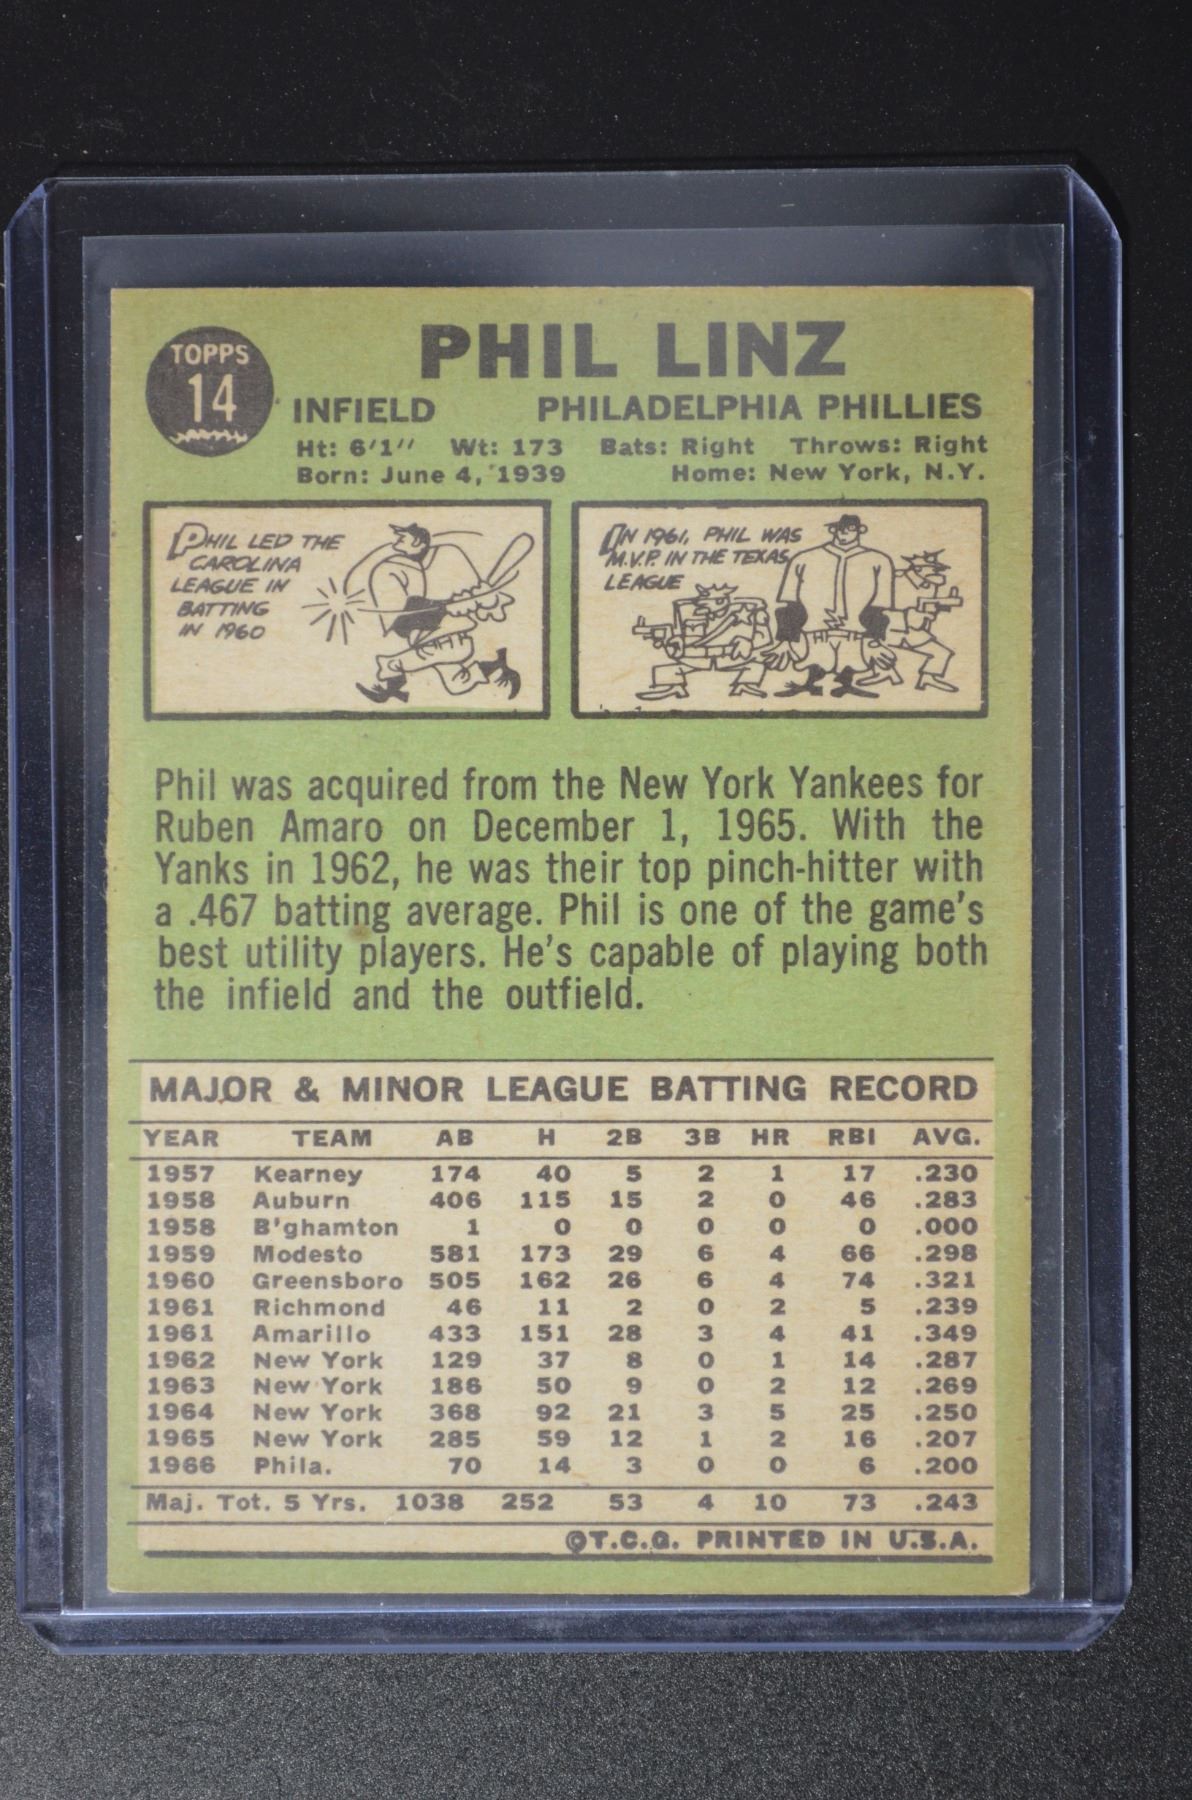 TOPPS
14
PHIL LINZ
INFIELD PHILADELPHIA PHILLIES
Ht: 6'1" Wt: 173 Bats: Right Throws: Right
Born: June 4, 1939 Home: New York, N.Y.
PHIL LED THE
CAROLINA
LEAGUE IN
BATTING
IN 1960
IN 1961, PHIL WAS
M.V.P. IN THE TEXAS
LEAGUE
Phil was acquired from the New York Yankees for
Ruben Amaro on December 1, 1965. With the
Yanks in 1962, he was their top pinch-hitter with
a .467 batting average. Phil is one of the game's
best utility players. He's capable of playing both
the infield and the outfield.
MAJOR & MINOR LEAGUE BATTING RECORD
YEAR TEAM AB H 2B 3B HR RBI AVG.
1957 Kearney 174 40 5 2 1 17 .230
1958 Auburn 406 115 15 2 0 46 .283
1958 B'ghamton 1 0 0 0 0 0 .000
1959 Modesto 581 173 29 6 4 66 .298
1960 Greensboro 505 162 26 6 4 74 .321
1961 Richmond 46 11 2 0 2 5 .239
1961 Amarillo 433 151 28 3 4 41 .349
1962 New York 129 37 8 0 1 14 .287
1963 New York 186 50 9 0 2 12 .269
1964 New York 368 92 21 3 5 25 .250
1965 New York 285 59 12 1 2 16 .207
1966 Phila. 70 14 3 0 0 6 .200
Maj. Tot. 5 Yrs. 1038 252 53 4 10 73 .243
©T.C.G. PRINTED IN U.S.A.